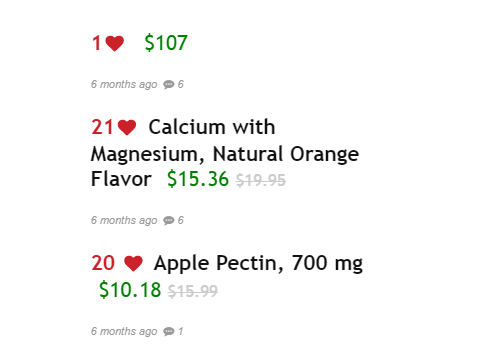 1 $107
6 months ago 6
21 Calcium with
Magnesium, Natural Orange
Flavor $15.36 $19.95
6 months ago 6
20 Apple Pectin, 700 mg
$10.18 $15.99
6 months ago 1